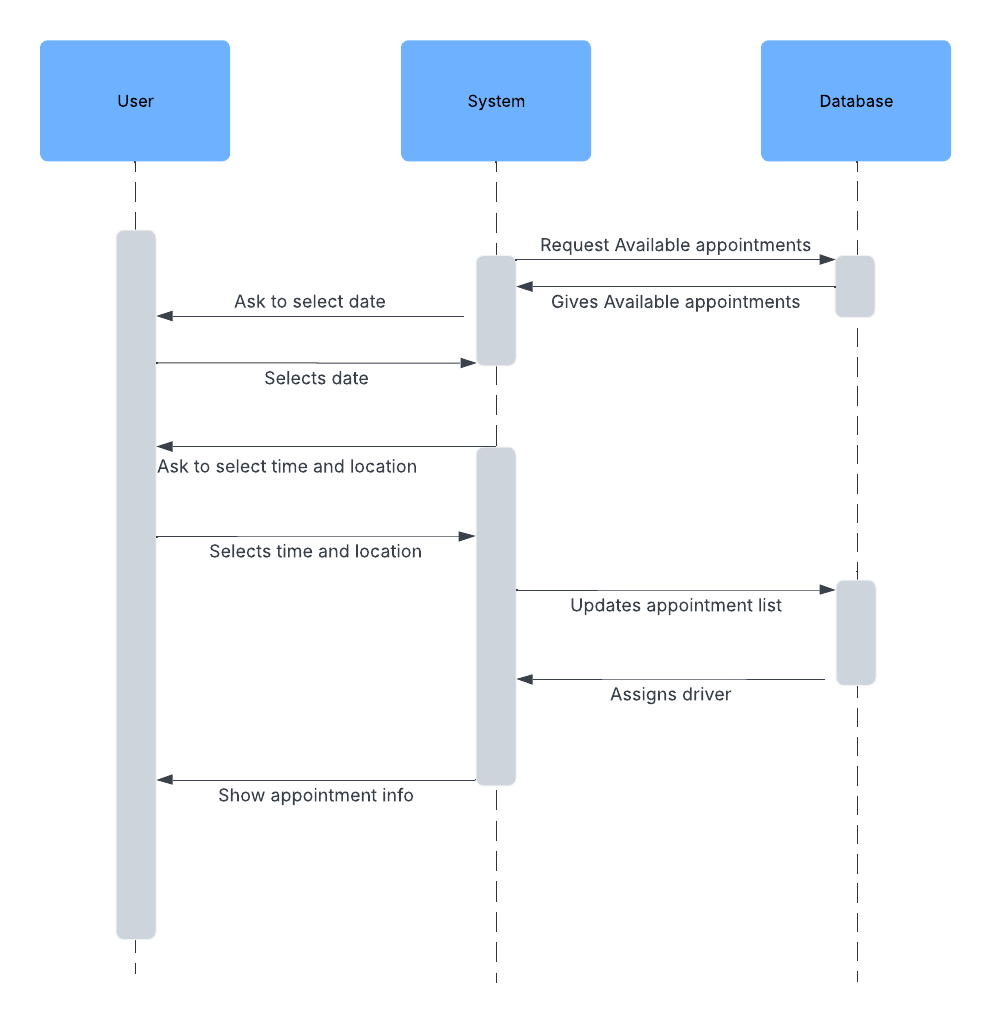 User
System
Database
Request Available appointments
Gives Available appointments
Ask to select date
Selects date
Ask to select time and location
Selects time and location
Updates appointment list
Assigns driver
Show appointment info